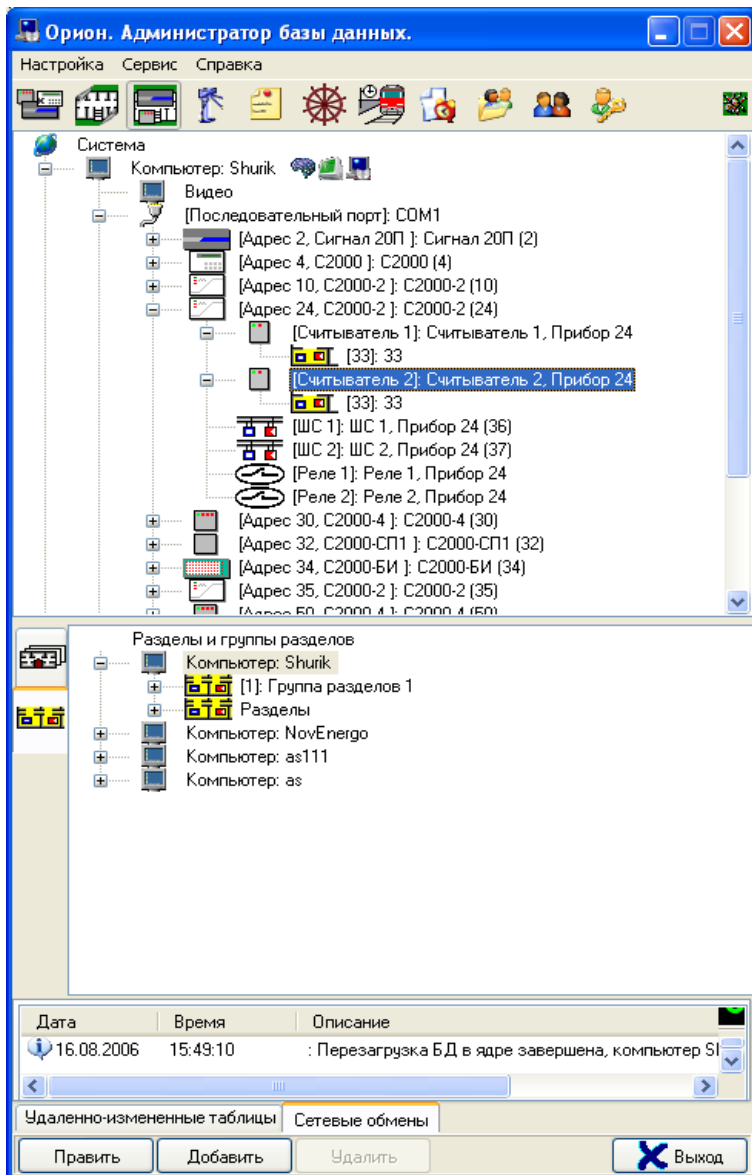 Орион. Администратор базы данных.
Настройка Сервис Справка
Система
Компьютер: Shurik
Видео
[Последовательный порт]: COM1
[Адрес 2, Сигнал 20П ]: Сигнал 20П (2)
[Адрес 4, С2000 ]: С2000 (4)
[Адрес 10, С2000-2 ]: С2000-2 (10)
[Адрес 24, С2000-2 ]: С2000-2 (24)
[Считыватель 1]: Считыватель 1, Прибор 24
[33]: 33
[Считыватель 2]: Считыватель 2, Прибор 24
[33]: 33
[ШС 1]: ШС 1, Прибор 24 (36)
[ШС 2]: ШС 2, Прибор 24 (37)
[Реле 1]: Реле 1, Прибор 24
[Реле 2]: Реле 2, Прибор 24
[Адрес 30, С2000-4 ]: С2000-4 (30)
[Адрес 32, С2000-СП1 ]: С2000-СП1 (32)
[Адрес 34, С2000-БИ ]: С2000-БИ (34)
[Адрес 35, С2000-2 ]: С2000-2 (35)
[Адрес 50, С2000-4 ]: С2000-4 (50)
Разделы и группы разделов
Компьютер: Shurik
[1]: Группа разделов 1
Разделы
Компьютер: NovEnergo
Компьютер: as111
Компьютер: as
Дата Время Описание
16.08.2006 15:49:10 : Перезагрузка БД в ядре завершена, компьютер
Удаленно-измененные таблицы Сетевые обмены
Править Добавить Удалить Выход